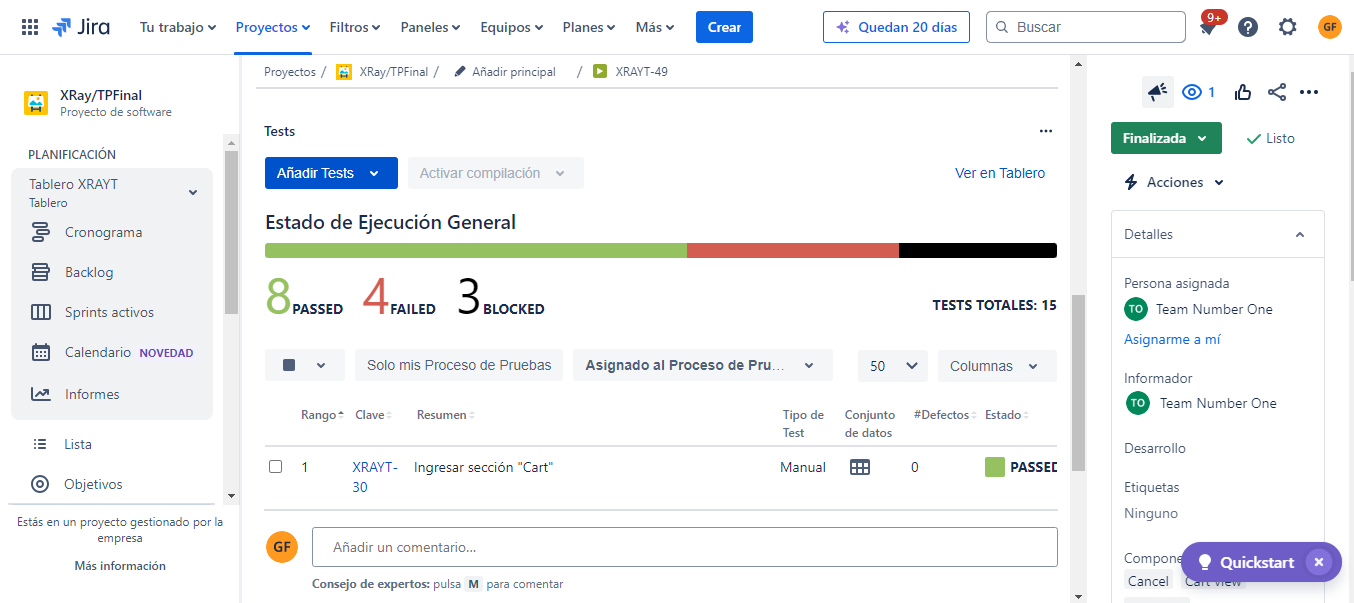 Jira
Tu trabajo
Proyectos
Filtros
Paneles
Equipos
Planes
Más
Crear
Quedan 20 días
Buscar
9+
GF
XRay/TPFinal
Proyecto de software
PLANIFICACIÓN
Tablero XRAYT
Tablero
Cronograma
Backlog
Sprints activos
Calendario NOVEDAD
Informes
Lista
Objetivos
Estás en un proyecto gestionado por la
empresa
Más información
Proyectos / XRay/TPFinal / Añadir principal / XRAYT-49
Tests
Añadir Tests
Activar compilación
Ver en Tablero
Estado de Ejecución General
8 PASSED 4 FAILED 3 BLOCKED
TESTS TOTALES: 15
Solo mis Proceso de Pruebas
Asignado al Proceso de Pru...
50
Columnas
Rango Clave Resumen Tipo de Test Conjunto de datos #Defectos Estado
1 XRAYT-30 Ingresar sección "Cart" Manual 0 PASSED
GF
Añadir un comentario...
Consejo de expertos: pulsa M para comentar
1
Finalizada
Listo
Acciones
Detalles
Persona asignada
TO Team Number One
Asignarme a mí
Informador
TO Team Number One
Desarrollo
Etiquetas
Ninguno
Compone
Cancel
Cart view
Quickstart